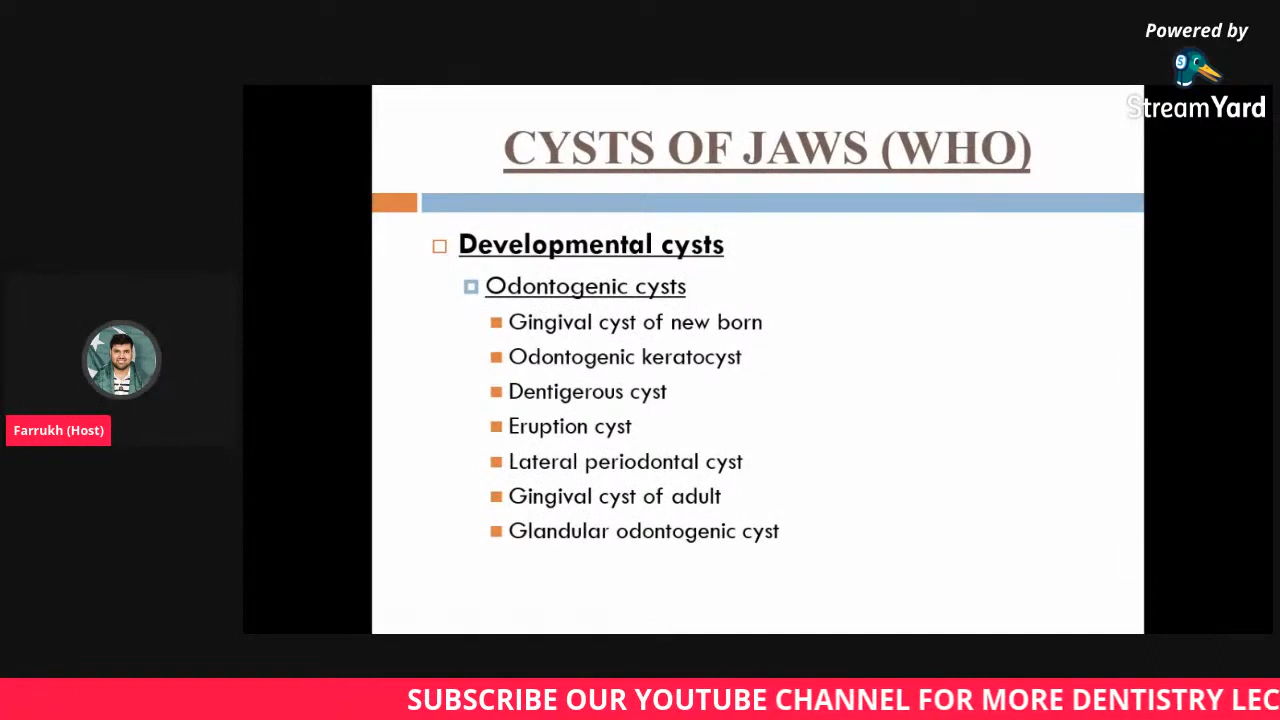 Powered by
StreamYard
CYSTS OF JAWS (WHO)
Developmental cysts
Odontogenic cysts
Gingival cyst of new born
Odontogenic keratocyst
Dentigerous cyst
Eruption cyst
Lateral periodontal cyst
Gingival cyst of adult
Glandular odontogenic cyst
Farrukh (Host)
SUBSCRIBE OUR YOUTUBE CHANNEL FOR MORE DENTISTRY LEC